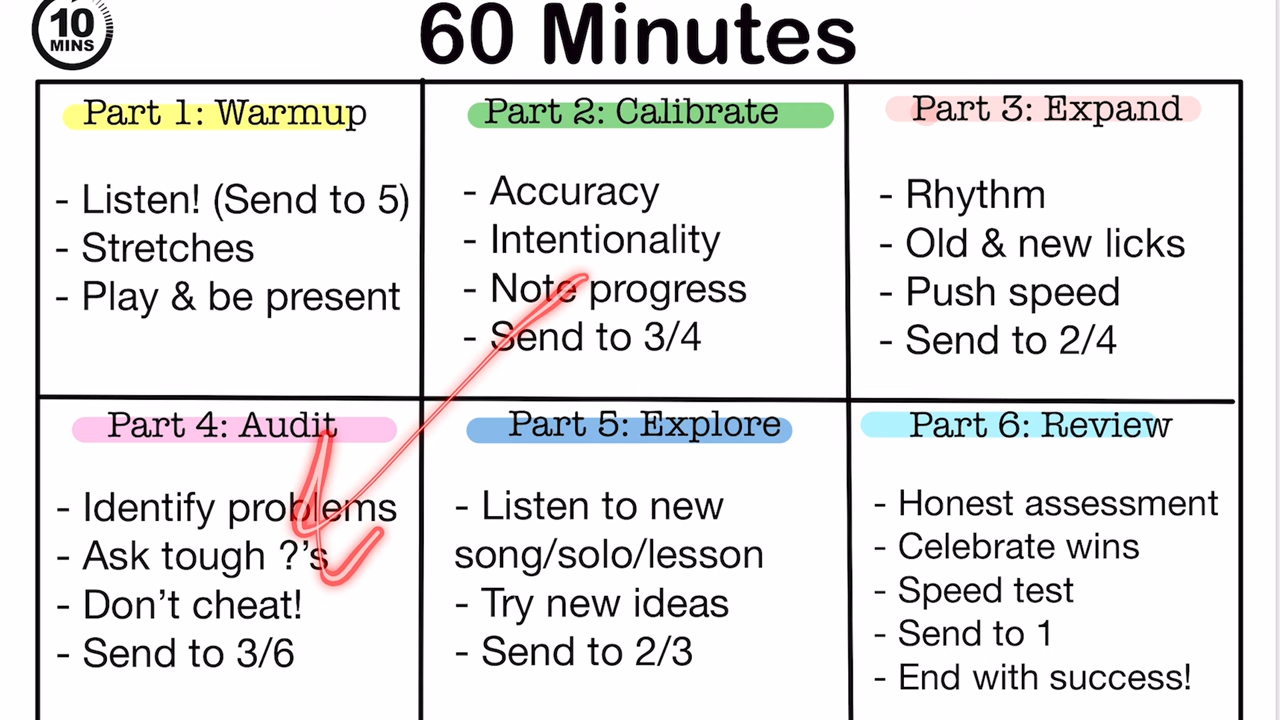 10
MINS
60 Minutes
Part 1: Warmup
- Listen! (Send to 5)
- Stretches
- Play & be present
Part 2: Calibrate
- Accuracy
- Intentionality
- Note progress
- Send to 3/4
Part 3: Expand
- Rhythm
- Old & new licks
- Push speed
- Send to 2/4
Part 4: Audit
- Identify problems
- Ask tough ?'s
- Don't cheat!
- Send to 3/6
Part 5: Explore
- Listen to new
song/solo/lesson
- Try new ideas
- Send to 2/3
Part 6: Review
- Honest assessment
- Celebrate wins
- Speed test
- Send to 1
- End with success!